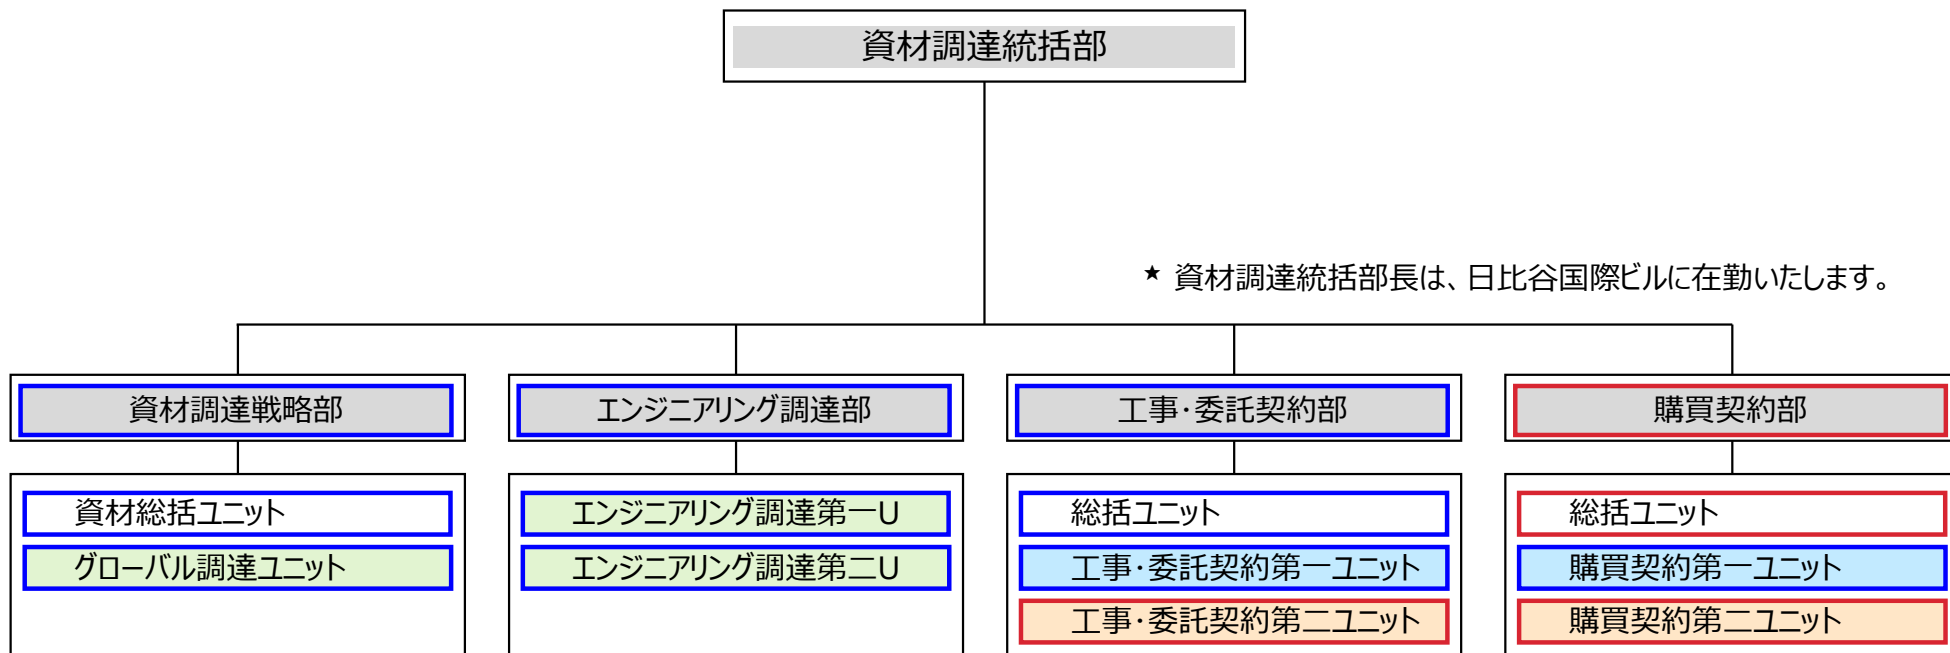 資材調達統括部
★ 資材調達統括部長は、日比谷国際ビルに在勤いたします。
資材調達戦略部
資材総括ユニット
グローバル調達ユニット
エンジニアリング調達部
エンジニアリング調達第一U
エンジニアリング調達第二U
工事・委託契約部
総括ユニット
工事・委託契約第一ユニット
工事・委託契約第二ユニット
購買契約部
総括ユニット
購買契約第一ユニット
購買契約第二ユニット